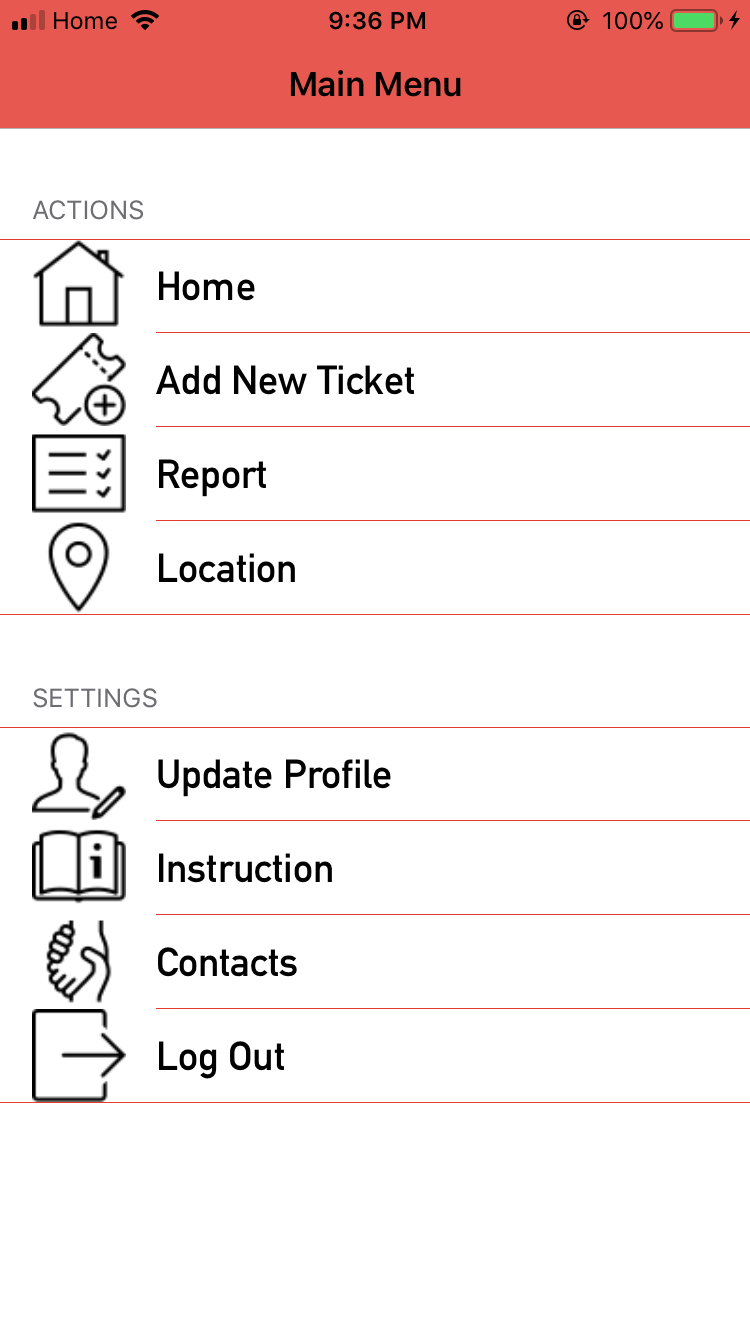 Home 9:36 PM 100%
Main Menu
ACTIONS
Home
Add New Ticket
Report
Location
SETTINGS
Update Profile
Instruction
Contacts
Log Out